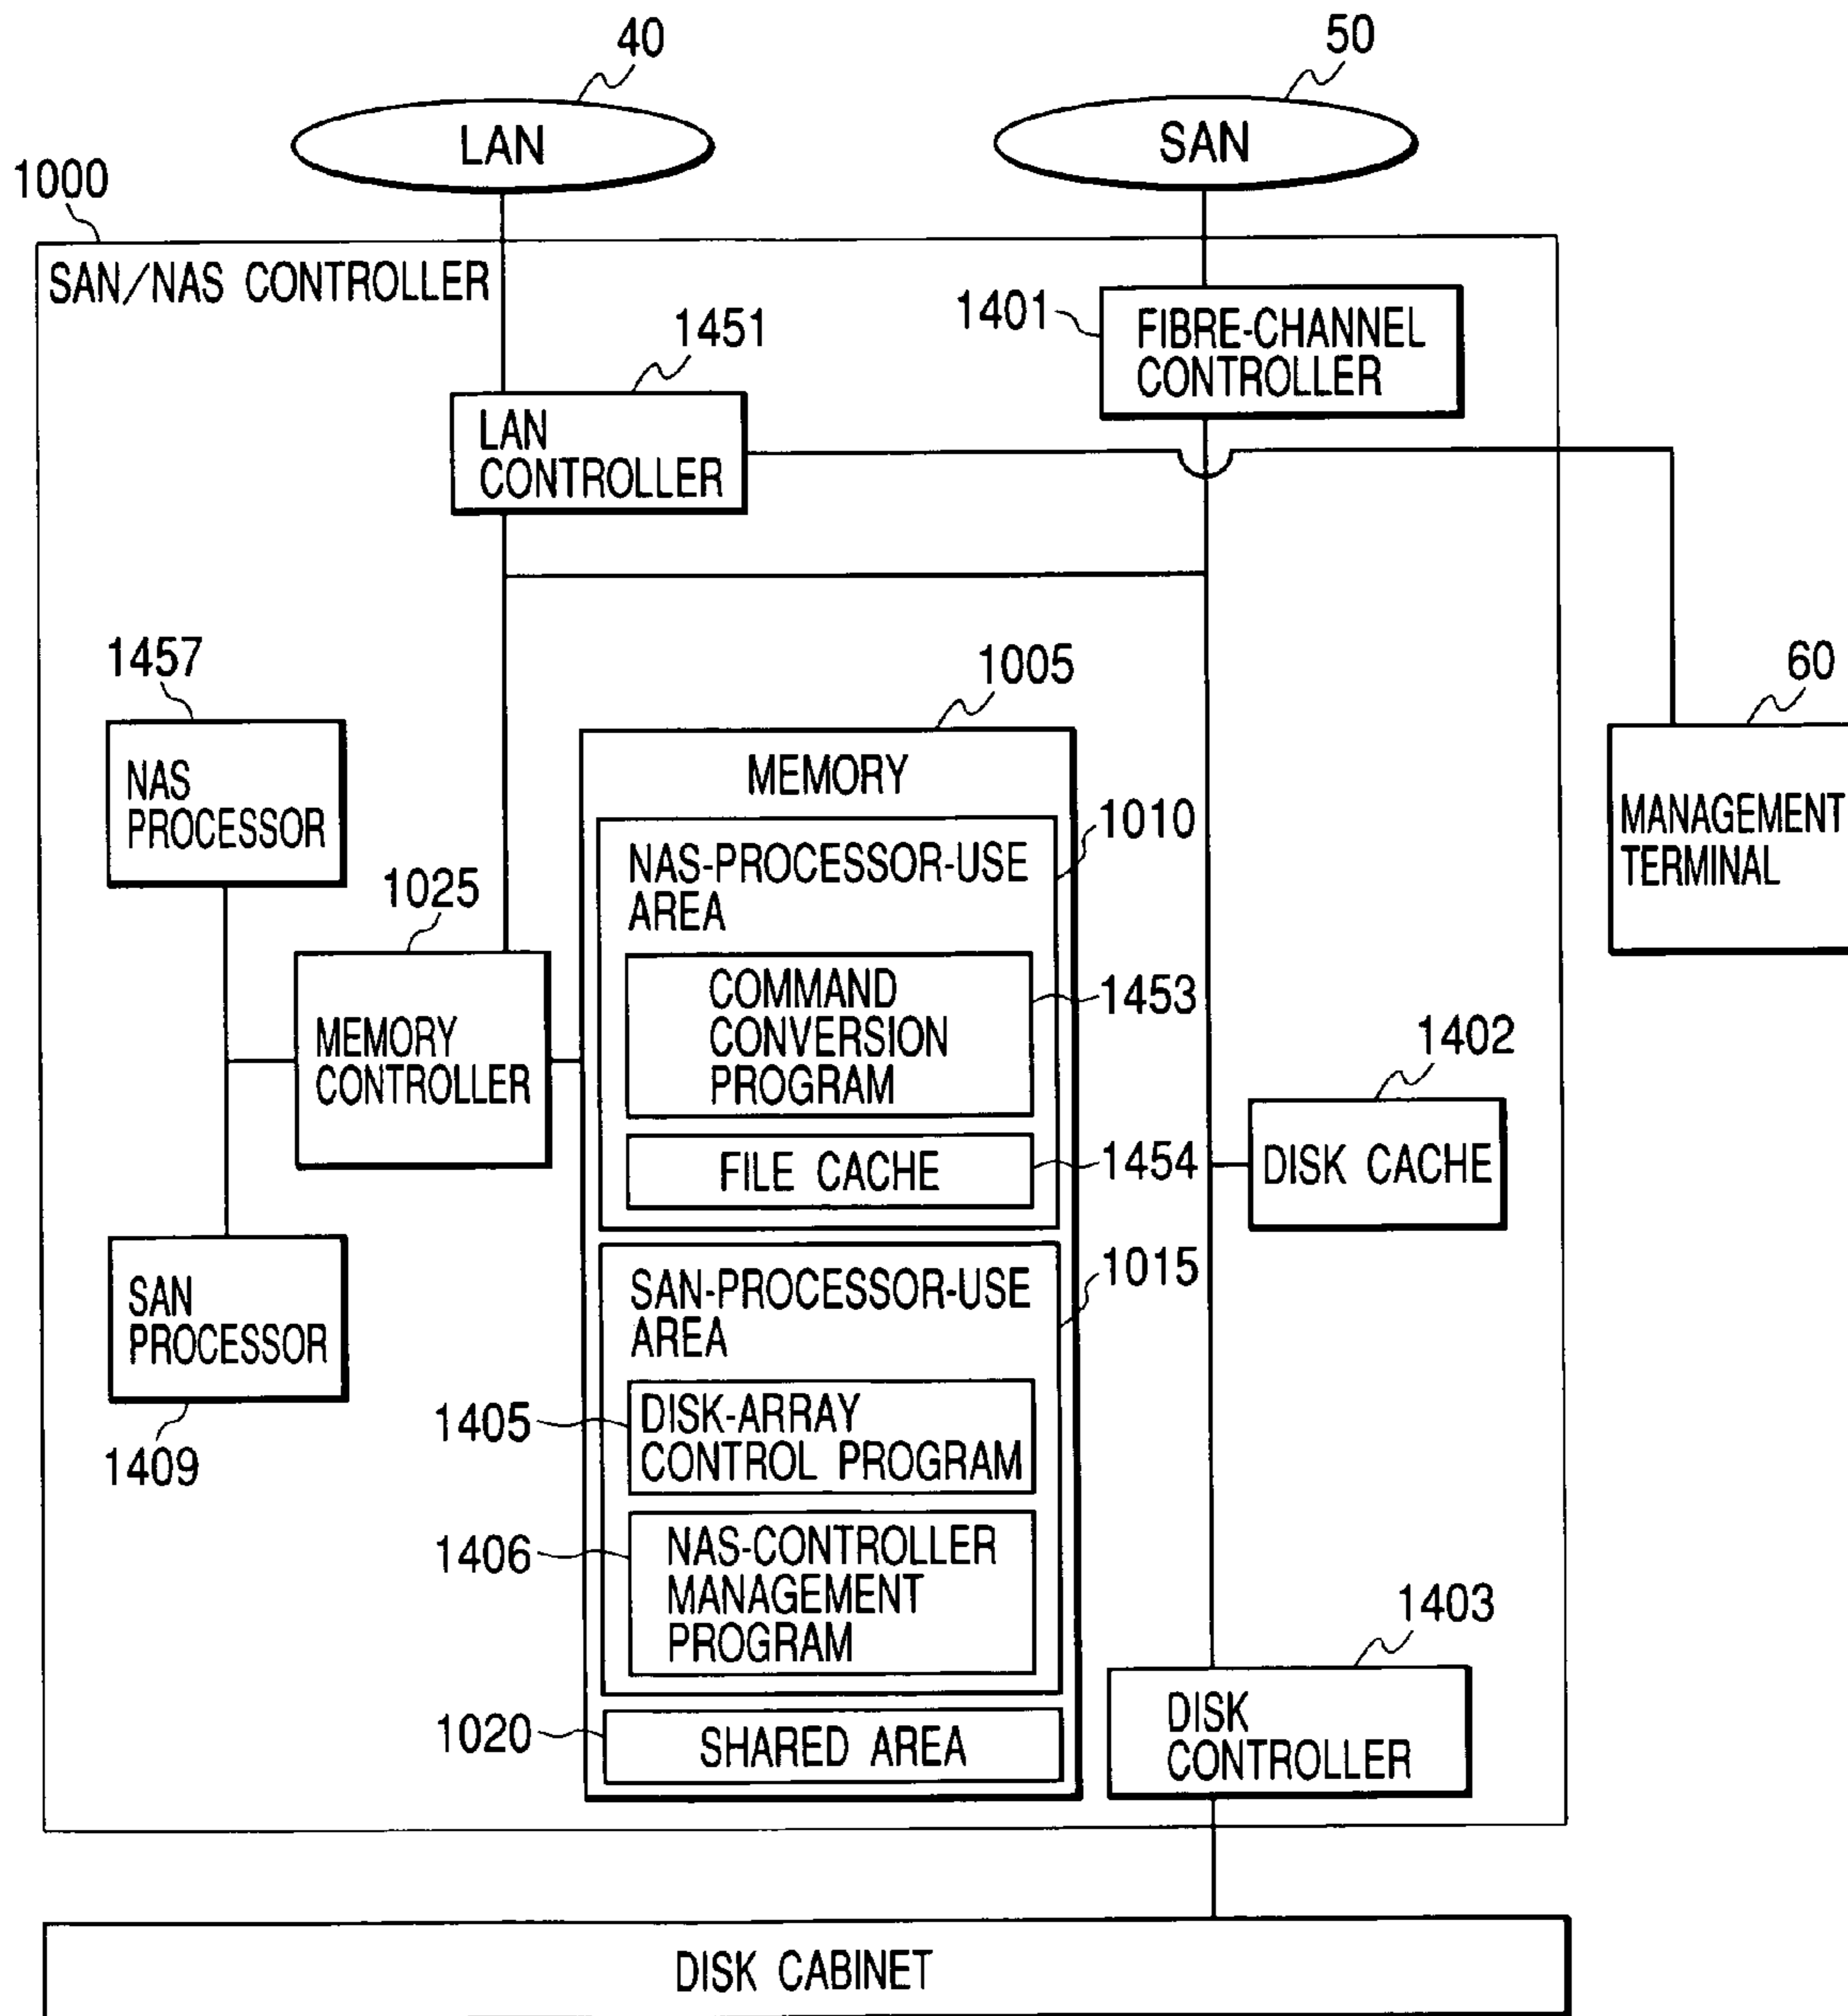 40
50
LAN
SAN
1000
SAN/NAS CONTROLLER
1451
1401
FIBRE-CHANNEL
CONTROLLER
LAN
CONTROLLER
1457
1005
60
NAS
PROCESSOR
MEMORY
1010
MANAGEMENT
TERMINAL
NAS-PROCESSOR-USE
AREA
1025
COMMAND
CONVERSION
PROGRAM
1453
MEMORY
CONTROLLER
1402
FILE CACHE
1454
DISK CACHE
SAN
PROCESSOR
1409
SAN-PROCESSOR-USE
AREA
1015
1405
DISK-ARRAY
CONTROL PROGRAM
1406
NAS-CONTROLLER
MANAGEMENT
PROGRAM
1403
1020
SHARED AREA
DISK
CONTROLLER
DISK CABINET